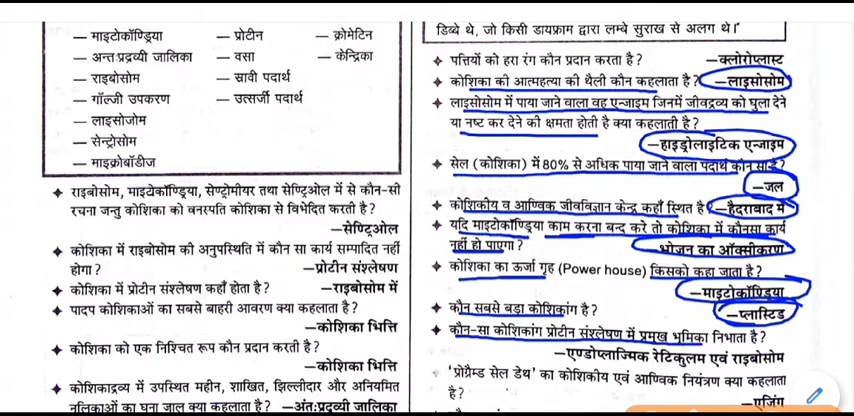 — माइटोकॉण्ड्रिया — प्रोटीन — क्रोमेटिन
— अन्तःप्रद्रव्यी जालिका — वसा — केन्द्रिका
— राइबोसोम — स्रावी पदार्थ
— गॉल्जी उपकरण — उत्सर्जी पदार्थ
— लाइसोजोम
— सेन्ट्रोसोम
— माइक्रोबॉडीज
✦ राइबोसोम, माइटोकॉण्ड्रिया, सेण्ट्रोमीयर तथा सेण्ट्रिओल में से कौन-सी
रचना जन्तु कोशिका को वनस्पति कोशिका से विभेदित करती है?
—सेण्ट्रिओल
✦ कोशिका में राइबोसोम की अनुपस्थिति में कौन सा कार्य सम्पादित नहीं
होगा? —प्रोटीन संश्लेषण
✦ कोशिका में प्रोटीन संश्लेषण कहाँ होता है? —राइबोसोम में
✦ पादप कोशिकाओं का सबसे बाहरी आवरण क्या कहलाता है?
—कोशिका भित्ति
✦ कोशिका को एक निश्चित रूप कौन प्रदान करती है?
—कोशिका भित्ति
✦ कोशिकाद्रव्य में उपस्थित महीन, शाखित, झिल्लीदार और अनियमित
नलिकाओं का घना जाल क्या कहलाता है? —अंतःप्रद्रव्यी जालिका
डिब्बे थे, जो किसी डायफ्राम द्वारा लम्बे सुराख से अलग थे।"
✦ पत्तियों को हरा रंग कौन प्रदान करता है? —क्लोरोप्लास्ट
✦ कोशिका की आत्महत्या की थैली कौन कहलाता है? —लाइसोसोम
✦ लाइसोसोम में पाया जाने वाला वह एन्जाइम जिनमें जीवद्रव्य को घुला देने
या नष्ट कर देने की क्षमता होती है क्या कहलाती है?
—हाइड्रोलाइटिक एन्जाइम
✦ सेल (कोशिका) में 80% से अधिक पाया जाने वाला पदार्थ कौन सा है?
—जल
✦ कोशिकीय व आण्विक जीवविज्ञान केन्द्र कहाँ स्थित है? —हैदराबाद में
✦ यदि माइटोकॉण्ड्रिया काम करना बन्द करे तो कोशिका में कौनसा कार्य
नहीं हो पाएगा? —भोजन का ऑक्सीकरण
✦ कोशिका का ऊर्जा गृह (Power house) किसको कहा जाता है?
—माइटोकॉण्ड्रिया
✦ कौन सबसे बड़ा कोशिकांग है? —प्लास्टिड
✦ कौन-सा कोशिकांग प्रोटीन संश्लेषण में प्रमुख भूमिका निभाता है?
—एण्डोप्लाज्मिक रेटिकुलम एवं राइबोसोम
✦ 'प्रोग्रैम्ड सेल डेथ' का कोशिकीय एवं आण्विक नियंत्रण क्या कहलाता
है? —एजिंग